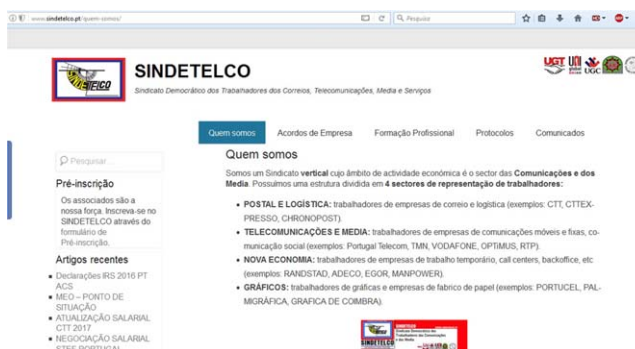 www.sindetelco.pt/quem-somos/
Pesquisa
SINDETELCO
SINDETELCO
Sindicato Democrático dos Trabalhadores dos Correios, Telecomunicações, Media e Serviços
UGT UNI global UGC
Quem somos Acordos de Empresa Formação Profissional Protocolos Comunicados
Pesquisar...
Pré-inscrição
Os associados são a
nossa força. Inscreva-se no
SINDETELCO através do
formulário de
Pré-inscrição.
Artigos recentes
Declarações IRS 2016 PT
ACS
MEO – PONTO DE
SITUAÇÃO
ATUALIZAÇÃO SALARIAL
CTT 2017
NEGOCIAÇÃO SALARIAL
Quem somos
Somos um Sindicato vertical cujo âmbito de actividade económica é o sector das Comunicações e dos
Media. Possuímos uma estrutura dividida em 4 sectores de representação de trabalhadores:
• POSTAL E LOGÍSTICA: trabalhadores de empresas de correio e logística (exemplos: CTT, CTTEX-
PRESSO, CHRONOPOST).
• TELECOMUNICAÇÕES E MEDIA: trabalhadores de empresas de comunicações móveis e fixas, co-
municação social (exemplos: Portugal Telecom, TMN, VODAFONE, OPTIMUS, RTP).
• NOVA ECONOMIA: trabalhadores de empresas de trabalho temporário, call centers, backoffice, etc
(exemplos: RANDSTAD, ADECO, EGOR, MANPOWER).
• GRÁFICOS: trabalhadores de gráficas e empresas de fabrico de papel (exemplos: PORTUCEL, PAL-
MIGRÁFICA, GRAFICA DE COIMBRA).
SINDETELCO